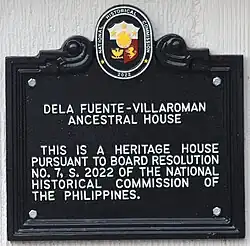 NATIONAL HISTORICAL COMMISSION
2022
DELA FUENTE-VILLAROMAN
ANCESTRAL HOUSE
THIS IS A HERITAGE HOUSE
PURSUANT TO BOARD RESOLUTION
NO. 7, S. 2022 OF THE NATIONAL
HISTORICAL COMMISSION OF
THE PHILIPPINES.